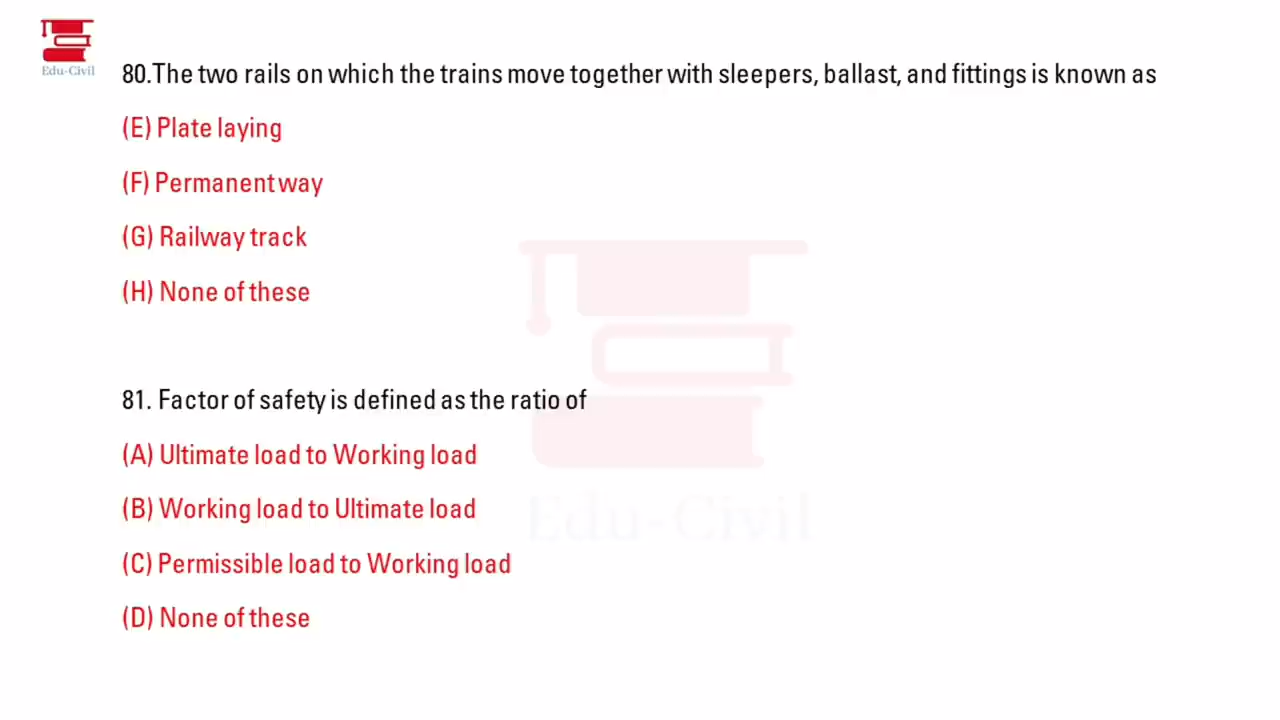 Edu-Civil
80.The two rails on which the trains move together with sleepers, ballast, and fittings is known as
(E) Plate laying
(F) Permanent way
(G) Railway track
(H) None of these
81. Factor of safety is defined as the ratio of
(A) Ultimate load to Working load
(B) Working load to Ultimate load
Edu-Civil
(C) Permissible load to Working load
(D) None of these